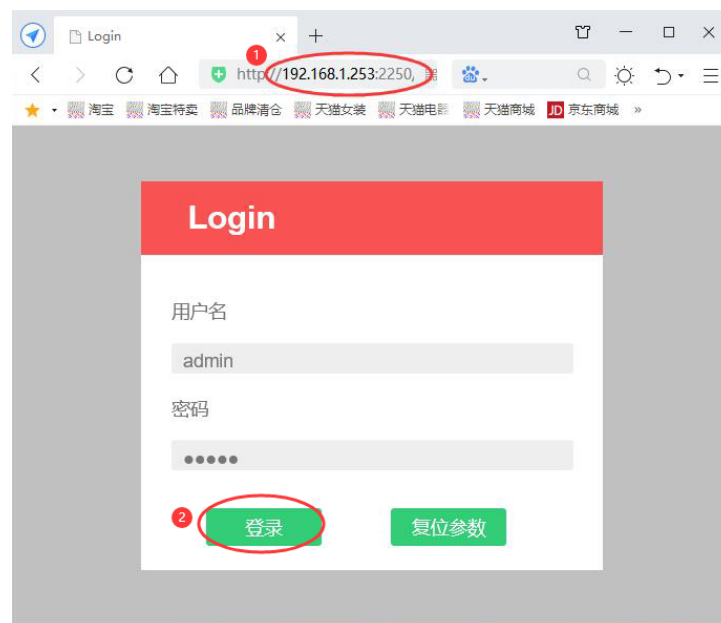 Login
1
http://192.168.1.253:2250/
淘宝 淘宝特卖 品牌清仓 天猫女装 天猫电器 天猫商城 JD 京东商城 »
Login
用户名
admin
密码
●●●●●
2
登录 复位参数